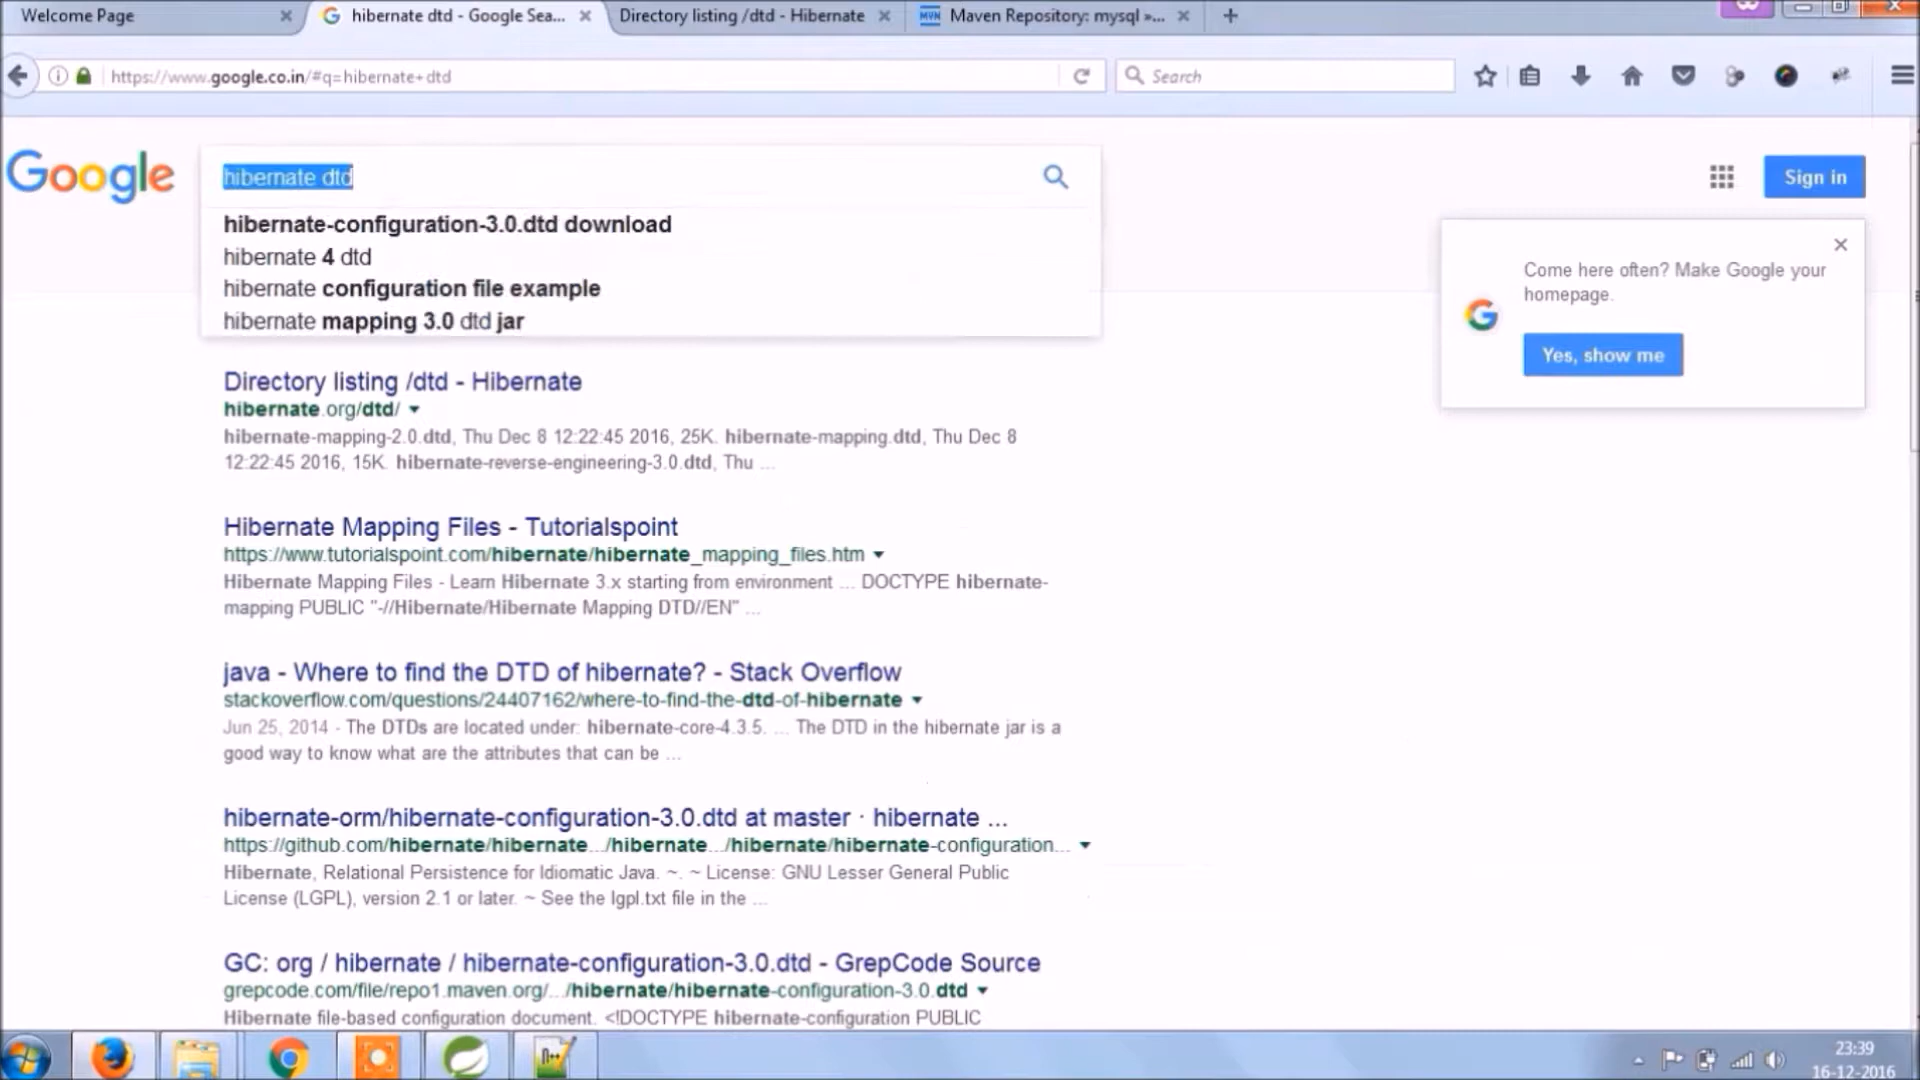 Welcome Page
hibernate dtd - Google Sea...
Directory listing /dtd - Hibernate
MVN Maven Repository: mysql »...
https://www.google.co.in/#q=hibernate+dtd
Search
Google
hibernate dtd
Sign in
hibernate-configuration-3.0.dtd download
hibernate 4 dtd
hibernate configuration file example
hibernate mapping 3.0 dtd jar
Come here often? Make Google your
homepage.
Yes, show me
Directory listing /dtd - Hibernate
hibernate.org/dtd/
hibernate-mapping-2.0.dtd, Thu Dec 8 12:22:45 2016, 25K. hibernate-mapping.dtd, Thu Dec 8
12:22:45 2016, 15K. hibernate-reverse-engineering-3.0.dtd, Thu ...
Hibernate Mapping Files - Tutorialspoint
https://www.tutorialspoint.com/hibernate/hibernate_mapping_files.htm
Hibernate Mapping Files - Learn Hibernate 3.x starting from environment ... DOCTYPE hibernate-
mapping PUBLIC "-//Hibernate/Hibernate Mapping DTD//EN" ...
java - Where to find the DTD of hibernate? - Stack Overflow
stackoverflow.com/questions/24407162/where-to-find-the-dtd-of-hibernate
Jun 25, 2014 - The DTDs are located under: hibernate-core-4.3.5. ... The DTD in the hibernate jar is a
good way to know what are the attributes that can be ...
hibernate-orm/hibernate-configuration-3.0.dtd at master · hibernate ...
https://github.com/hibernate/hibernate.../hibernate.../hibernate/hibernate-configuration...
Hibernate, Relational Persistence for Idiomatic Java. ~. ~ License: GNU Lesser General Public
License (LGPL), version 2.1 or later. ~ See the lgpl.txt file in the ...
GC: org / hibernate / hibernate-configuration-3.0.dtd - GrepCode Source
grepcode.com/file/repo1.maven.org/.../hibernate/hibernate-configuration-3.0.dtd
Hibernate file-based configuration document. <!DOCTYPE hibernate-configuration PUBLIC
23:39
16-12-2016